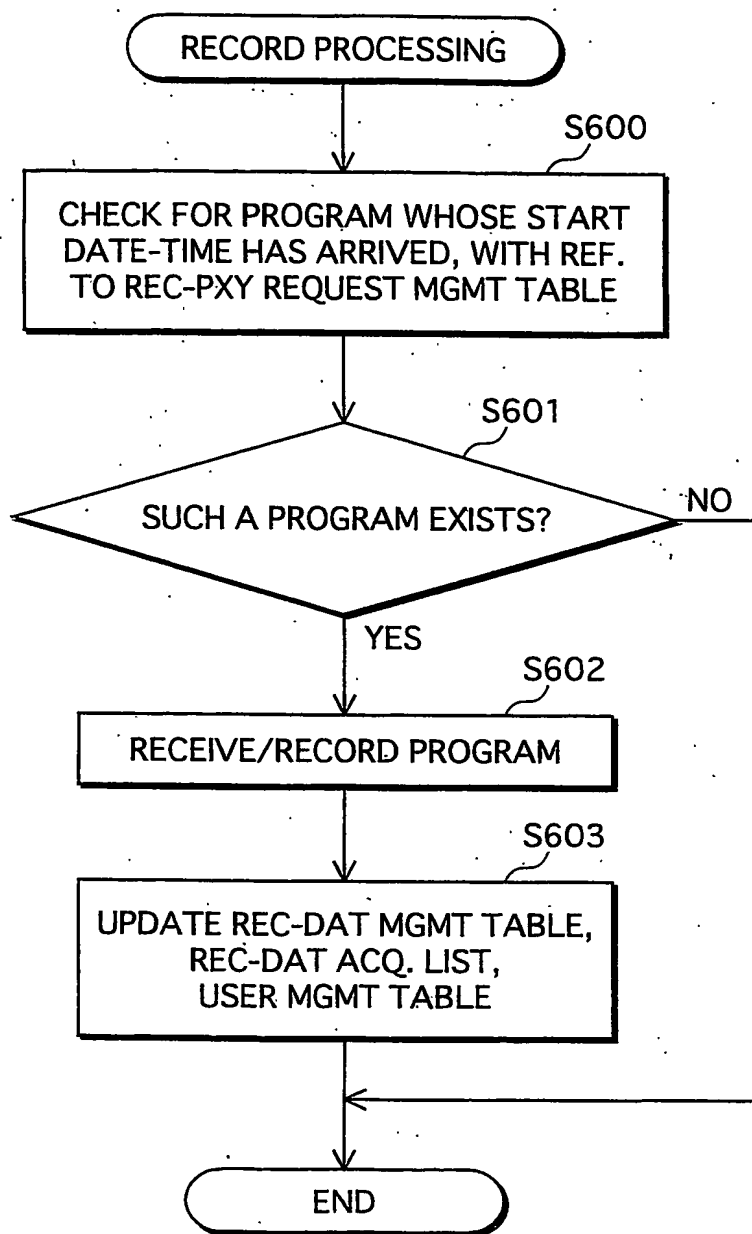 RECORD PROCESSING
S600
CHECK FOR PROGRAM WHOSE START
DATE-TIME HAS ARRIVED, WITH REF.
TO REC-PXY REQUEST MGMT TABLE
S601
SUCH A PROGRAM EXISTS?
NO
YES
S602
RECEIVE/RECORD PROGRAM
S603
UPDATE REC-DAT MGMT TABLE,
REC-DAT ACQ. LIST,
USER MGMT TABLE
END